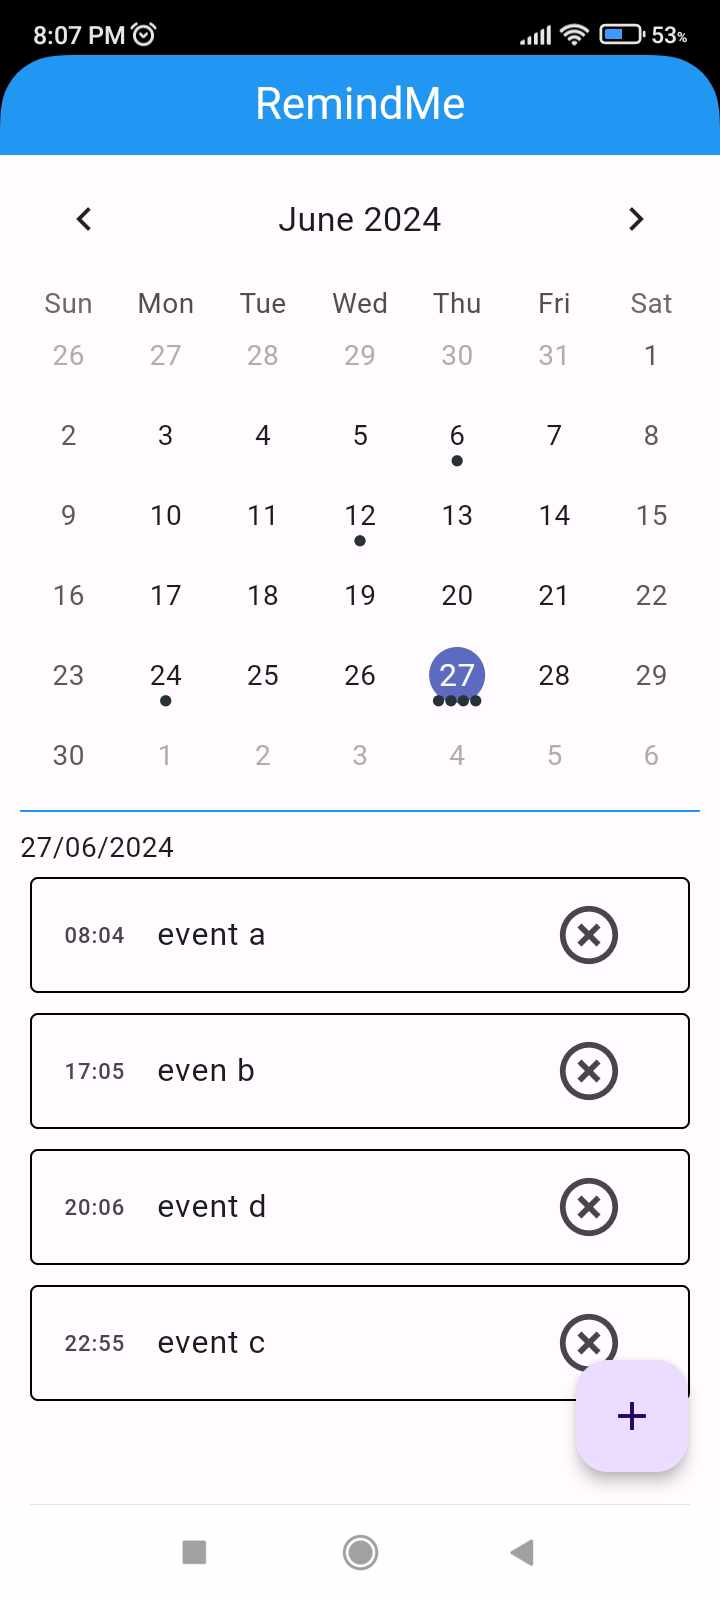 8:07 PM 53%
RemindMe
June 2024
Sun Mon Tue Wed Thu Fri Sat
26 27 28 29 30 31 1
2 3 4 5 6 7 8
9 10 11 12 13 14 15
16 17 18 19 20 21 22
23 24 25 26 27 28 29
30 1 2 3 4 5 6
27/06/2024
08:04 event a
17:05 even b
20:06 event d
22:55 event c